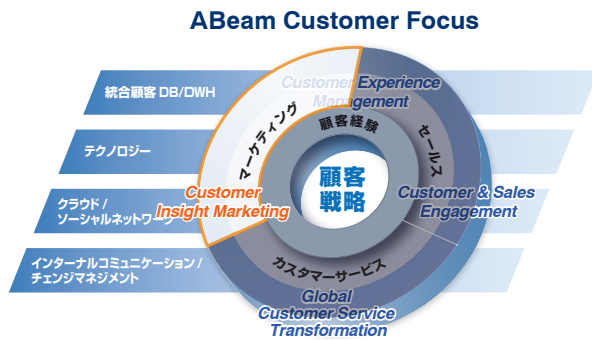 ABeam Customer Focus
統合顧客 DB/DWH
テクノロジー
クラウド /
ソーシャルネットワーク
インターナルコミュニケーション /
チェンジマネジメント
Customer Experience
Management
マーケティング
顧客経験
セールス
顧客
戦略
Customer
Insight Marketing
Customer & Sales
Engagement
カスタマーサービス
Global
Customer Service
Transformation